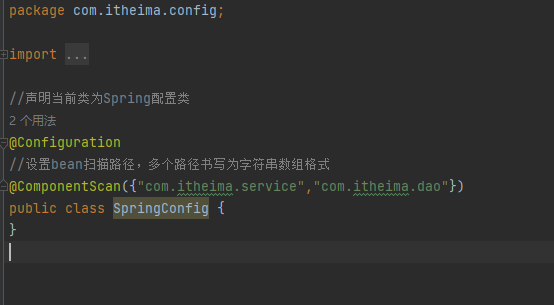 package com.itheima.config;
import ...
//声明当前类为Spring配置类
2 个用法
@Configuration
//设置bean扫描路径，多个路径书写为字符串数组格式
@ComponentScan({"com.itheima.service","com.itheima.dao"})
public class SpringConfig {
}